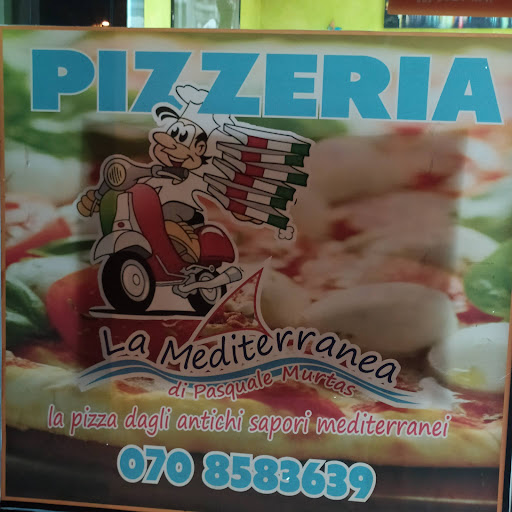 PIZZERIA
La Mediterranea
di Pasquale Murtas
la pizza dagli antichi sapori mediterranei
070 8583639